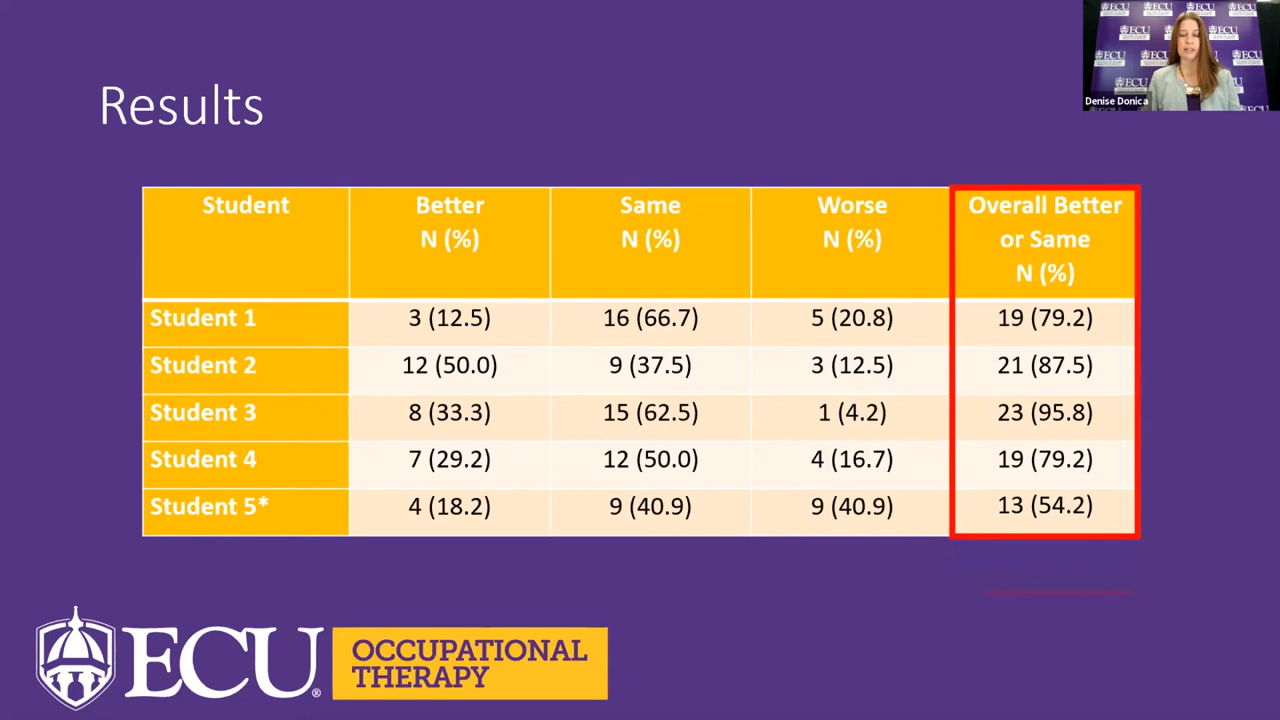 Denise Donica
Results
Student Better Same Worse Overall Better
N (%) N (%) N (%) or Same
N (%)
Student 1 3 (12.5) 16 (66.7) 5 (20.8) 19 (79.2)
Student 2 12 (50.0) 9 (37.5) 3 (12.5) 21 (87.5)
Student 3 8 (33.3) 15 (62.5) 1 (4.2) 23 (95.8)
Student 4 7 (29.2) 12 (50.0) 4 (16.7) 19 (79.2)
Student 5* 4 (18.2) 9 (40.9) 9 (40.9) 13 (54.2)
ECU®
OCCUPATIONAL
THERAPY